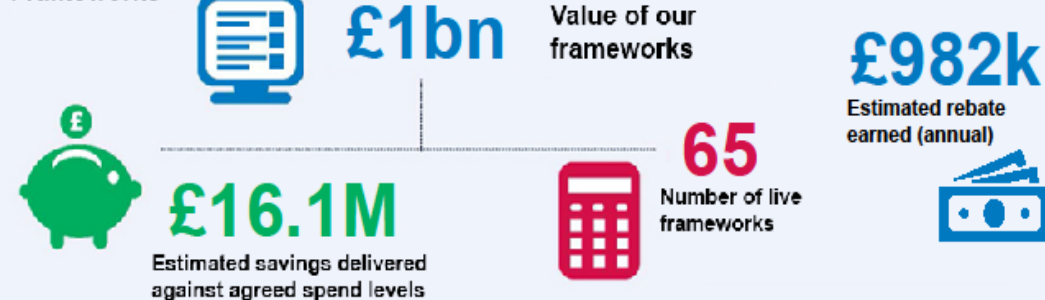 Frameworks
£1bn
Value of our
frameworks
£982k
Estimated rebate
earned (annual)
£
£16.1M
Estimated savings delivered
against agreed spend levels
65
Number of live
frameworks